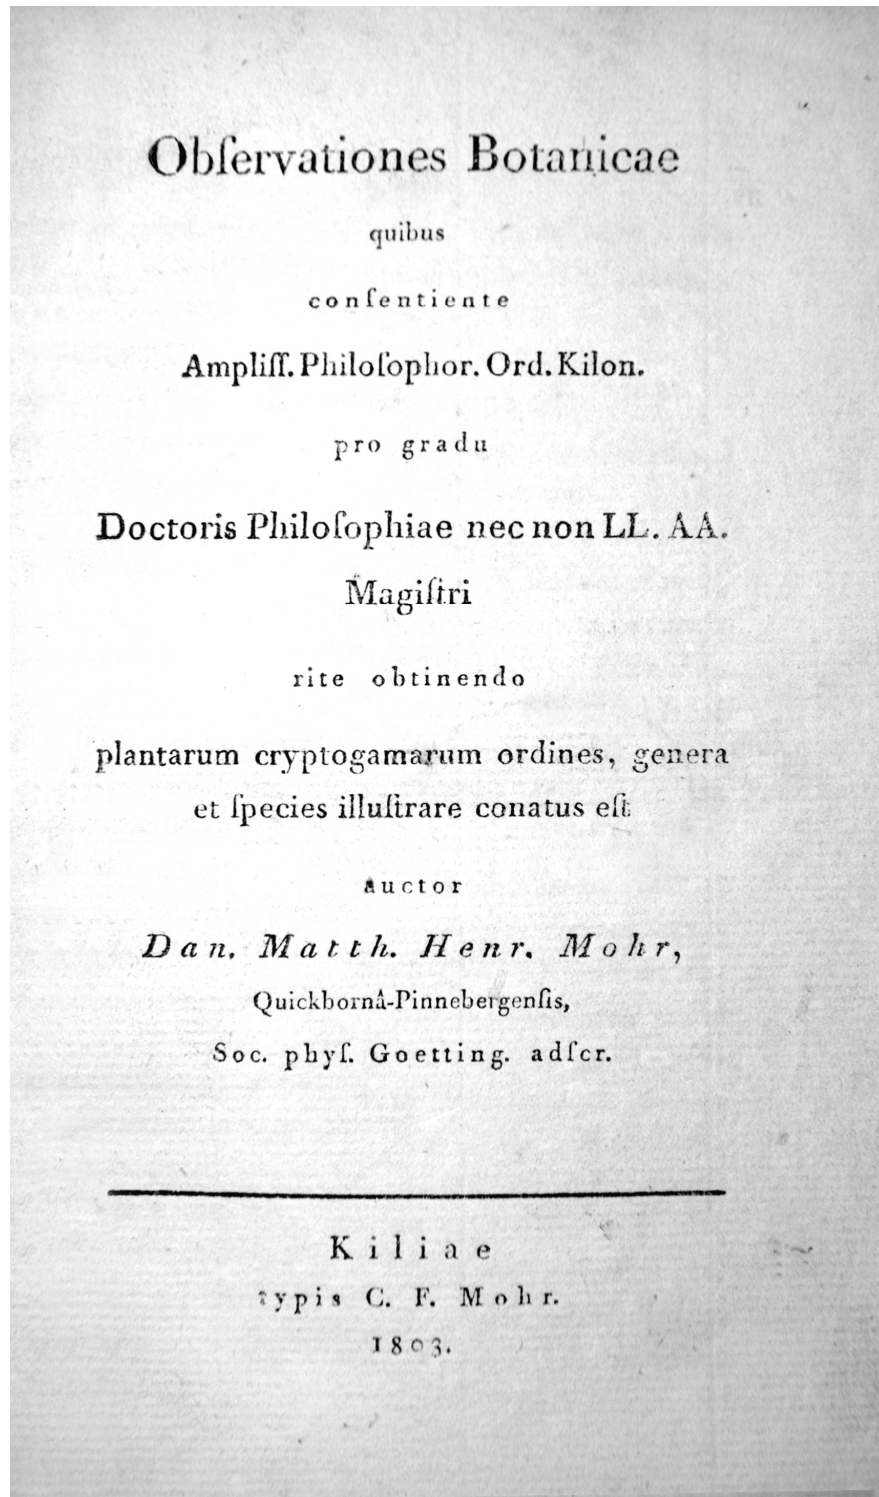 Obſervationes Botanicae
quibus
conſentiente
Ampliſſ. Philoſophor. Ord. Kilon.
pro gradu
Doctoris Philoſophiae nec non LL. AA.
Magiſtri
rite obtinendo
plantarum cryptogamarum ordines, genera
et ſpecies illuſtrare conatus eſt
auctor
Dan. Matth. Henr. Mohr,
Quickbornâ-Pinnebergenſis,
Soc. phyſ. Goetting. adſcr.
Kiliae
typis C. F. Mohr.
1803.